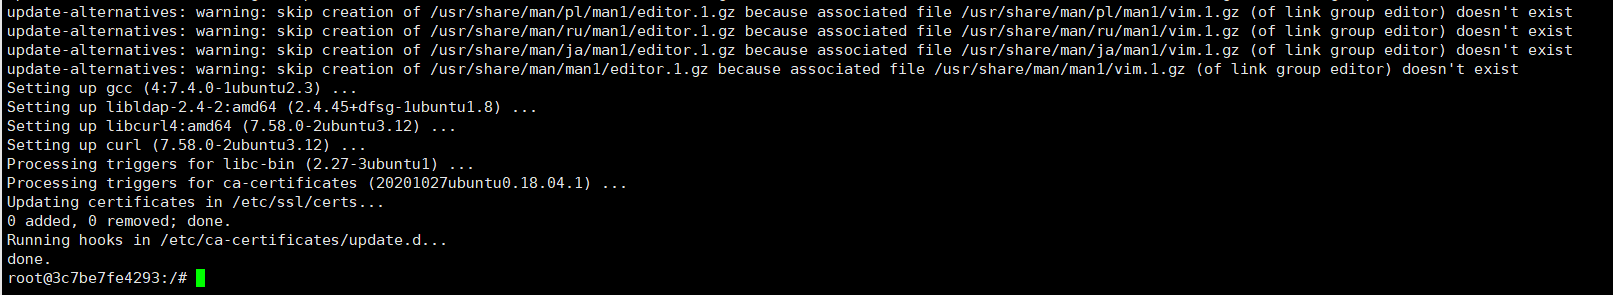 update-alternatives: warning: skip creation of /usr/share/man/pl/man1/editor.1.gz because associated file /usr/share/man/pl/man1/vim.1.gz (of link group editor) doesn't exist
update-alternatives: warning: skip creation of /usr/share/man/ru/man1/editor.1.gz because associated file /usr/share/man/ru/man1/vim.1.gz (of link group editor) doesn't exist
update-alternatives: warning: skip creation of /usr/share/man/ja/man1/editor.1.gz because associated file /usr/share/man/ja/man1/vim.1.gz (of link group editor) doesn't exist
update-alternatives: warning: skip creation of /usr/share/man/man1/editor.1.gz because associated file /usr/share/man/man1/vim.1.gz (of link group editor) doesn't exist
Setting up gcc (4:7.4.0-1ubuntu2.3) ...
Setting up libldap-2.4-2:amd64 (2.4.45+dfsg-1ubuntu1.8) ...
Setting up libcurl4:amd64 (7.58.0-2ubuntu3.12) ...
Setting up curl (7.58.0-2ubuntu3.12) ...
Processing triggers for libc-bin (2.27-3ubuntu1) ...
Processing triggers for ca-certificates (20201027ubuntu0.18.04.1) ...
Updating certificates in /etc/ssl/certs...
0 added, 0 removed; done.
Running hooks in /etc/ca-certificates/update.d...
done.
root@3c7be7fe4293:/#